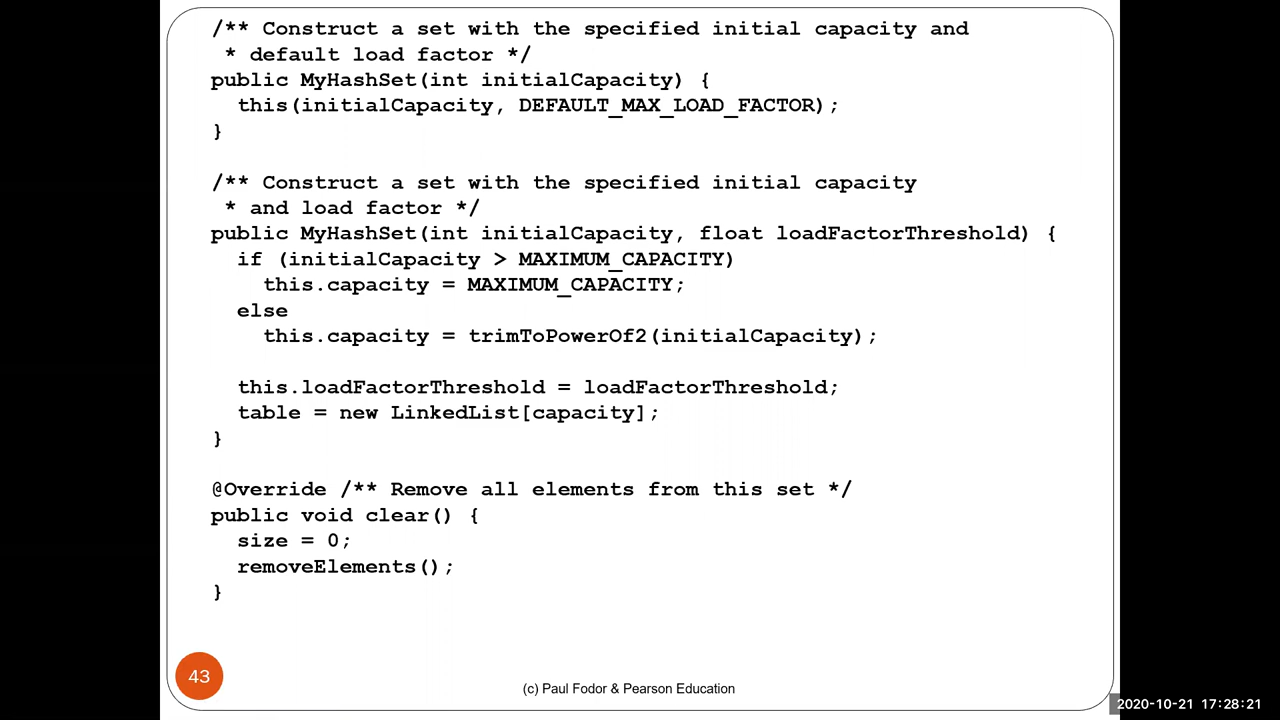 /** Construct a set with the specified initial capacity and
* default load factor */
public MyHashSet(int initialCapacity) {
this(initialCapacity, DEFAULT_MAX_LOAD_FACTOR);
}
/** Construct a set with the specified initial capacity
* and load factor */
public MyHashSet(int initialCapacity, float loadFactorThreshold) {
if (initialCapacity > MAXIMUM_CAPACITY)
this.capacity = MAXIMUM_CAPACITY;
else
this.capacity = trimToPowerOf2(initialCapacity);
this.loadFactorThreshold = loadFactorThreshold;
table = new LinkedList[capacity];
}
@Override /** Remove all elements from this set */
public void clear() {
size = 0;
removeElements();
}
43
(c) Paul Fodor & Pearson Education
2020-10-21 17:28:21